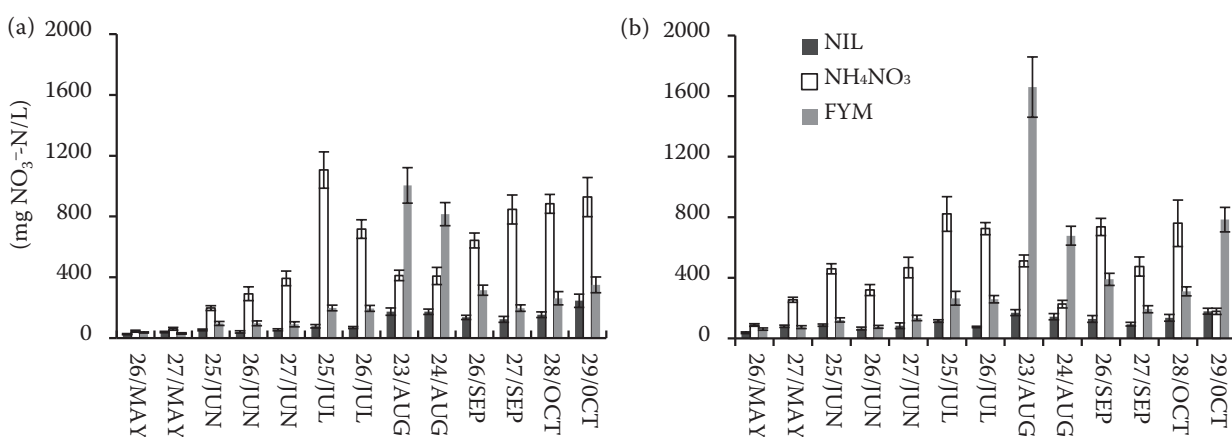 (a)
(mg NO₃⁻-N/L)
2000
1600
1200
800
400
0
26/MAY
27/MAY
25/JUN
26/JUN
27/JUN
25/JUL
26/JUL
23/AUG
24/AUG
26/SEP
27/SEP
28/OCT
29/0CT
(b)
2000
1600
1200
800
400
0
NIL
NH₄NO₃
FYM
26/MAY
27/MAY
25/JUN
26/JUN
27/JUN
25/JUL
26/JUL
23/AUG
24/AUG
26/SEP
27/SEP
28/OCT
29/0CT